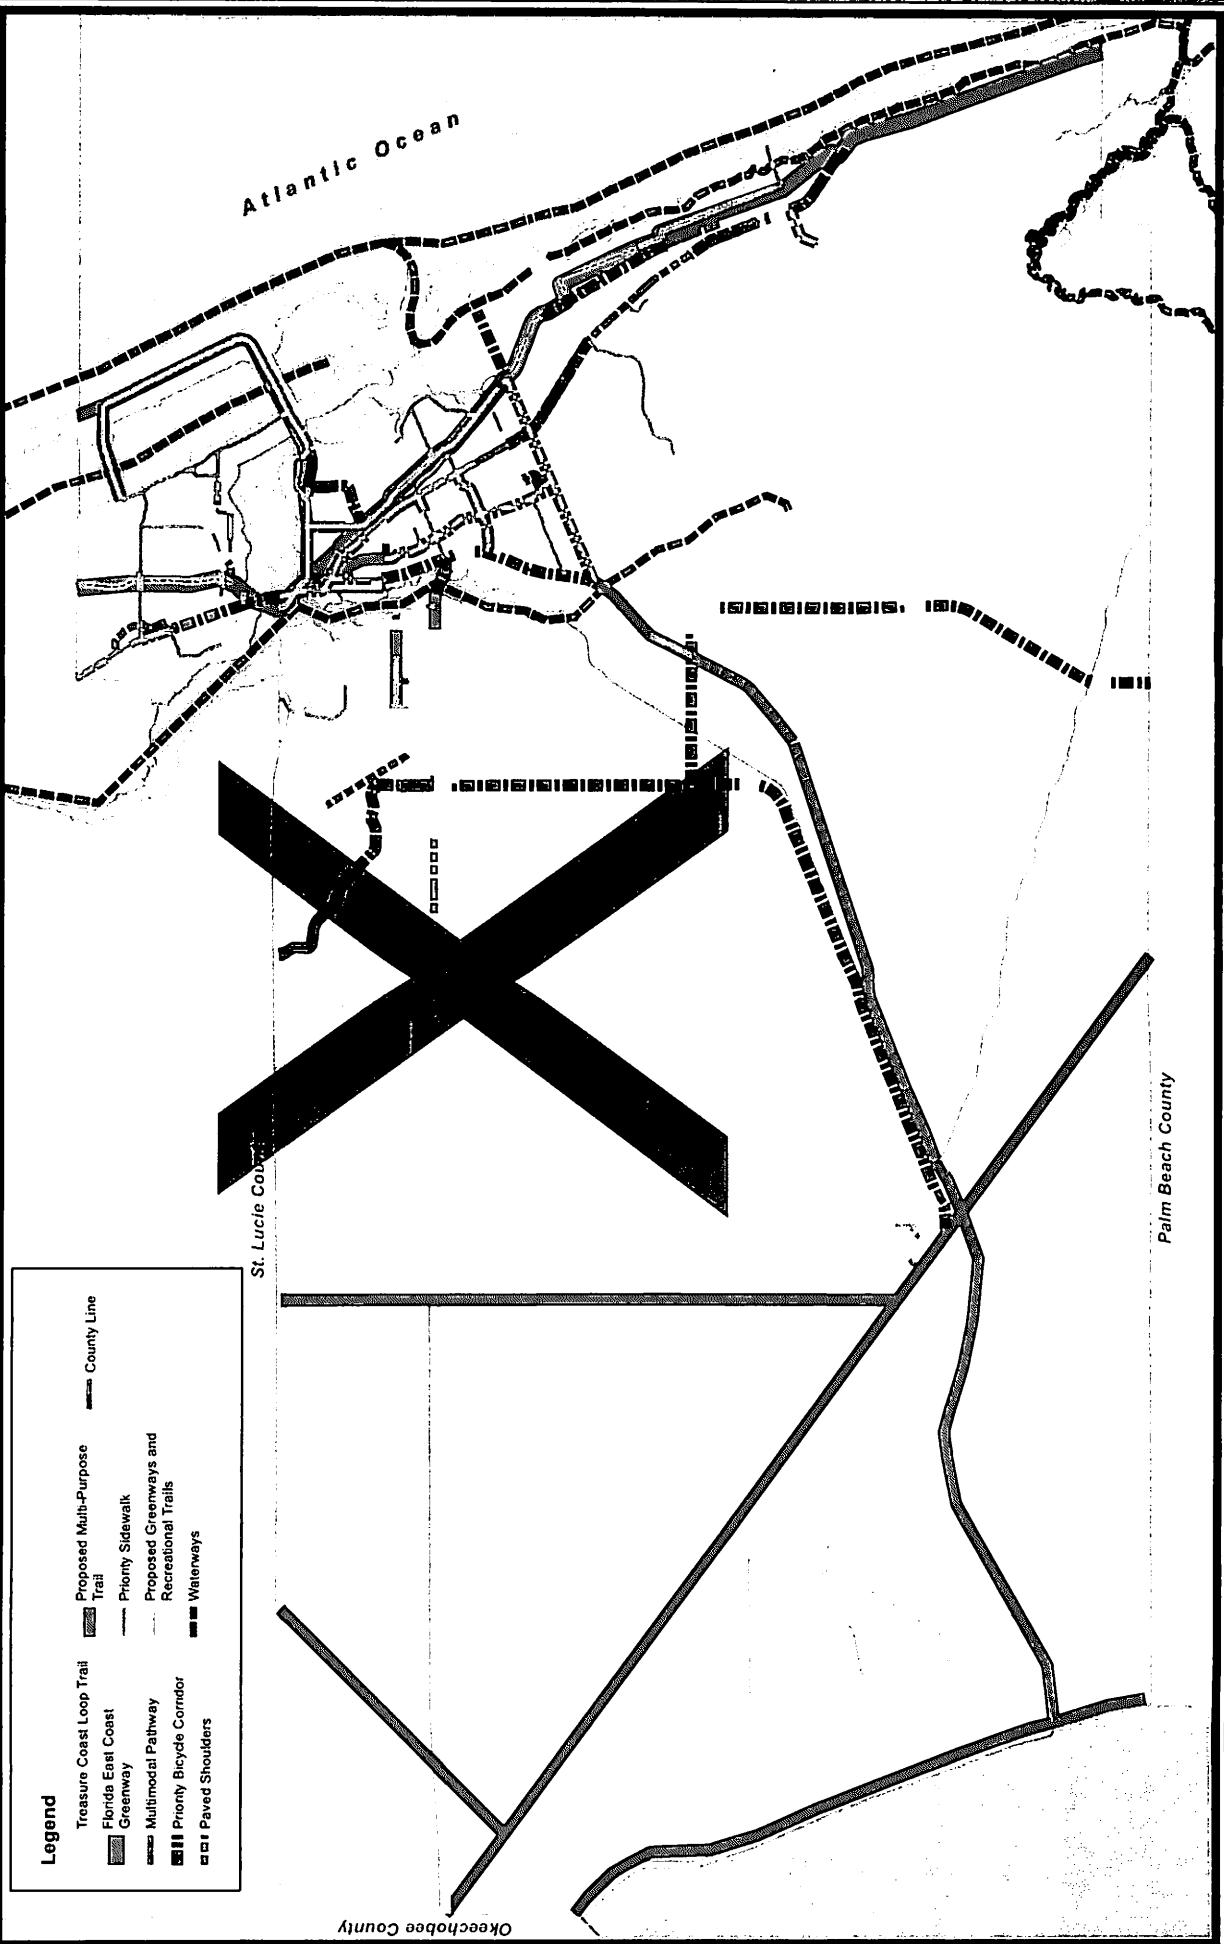 Atlantic Ocean
St. Lucie Cou
Palm Beach County
Okeechobee County
Legend
Treasure Coast Loop Trail
Florida East Coast
Greenway
Multimodal Pathway
Priority Bicycle Corridor
Paved Shoulders
Proposed Multi-Purpose
Trail
Priority Sidewalk
Proposed Greenways and
Recreational Trails
Waterways
County Line